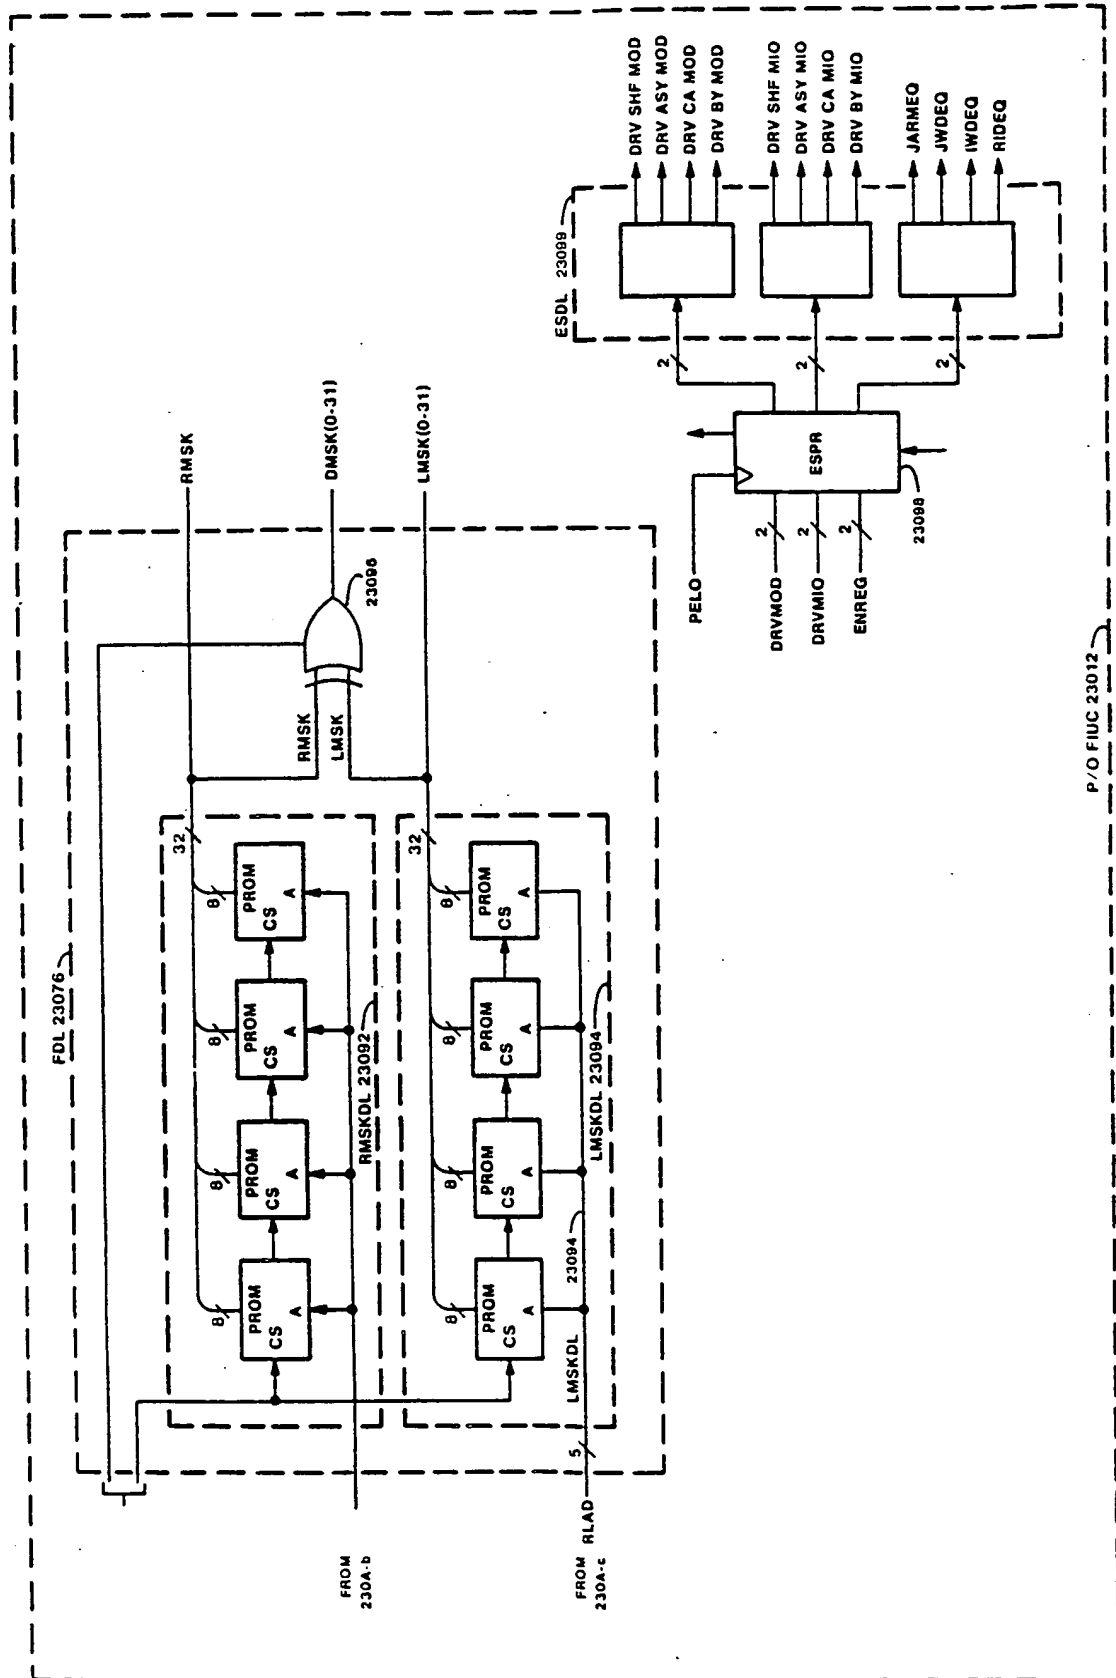 P/O FIUC 23012
FDL 23076
RMSK
DMSK(0-31)
LMSK(0-31)
23096
RMSK
LMSK
32
32
8
8
8
8
PROM
CS
A
PROM
CS
A
PROM
CS
A
PROM
CS
A
RMSKDL 23092
8
8
8
8
PROM
CS
A
PROM
CS
A
PROM
CS
A
PROM
CS
A
LMSKDL
23094
LMSKDL 23094
5
FROM
230A-b
FROM RLAD
230A-c
ESDL 23099
DRV SHF MOD
DRV ASY MOD
DRV CA MOD
DRV BY MOD
DRV SHF MIO
DRV ASY MIO
DRV CA MIO
DRV BY MIO
JARMEQ
JWDEQ
IWDEQ
RIDEQ
2
2
2
ESPR
23098
PELO
DRVMOD
2
DRVMIO
2
ENREG
2